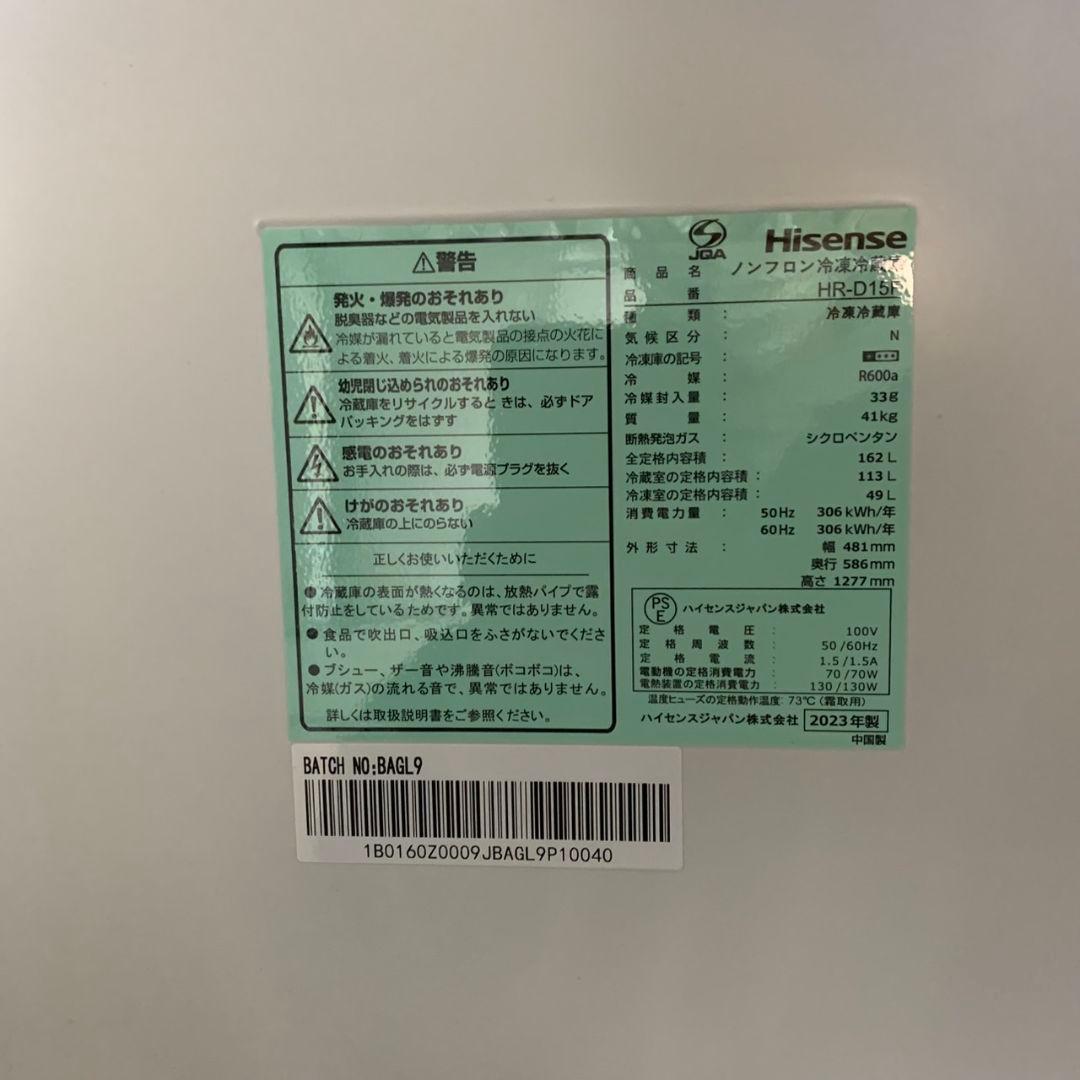 ⚠警告
発火・爆発のおそれあり
脱臭器などの電気製品を入れない
冷媒が漏れていると電気製品の接点の火花に
よる着火、着火による爆発の原因になります。
幼児閉じ込められのおそれあり
冷蔵庫をリサイクルすると きは、必ずドア
パッキングをはずす
感電のおそれあり
お手入れの際は、必ず電源プラグを抜く
けがのおそれあり
冷蔵庫の上にのらない
正しくお使いいただくために
●冷蔵庫の表面が熱くなるのは、放熱パイプで露
付防止をしているためです。異常ではありません。
●食品で吹出口、吸込口をふさがないでくださ
い。
●ブシュー、ザー音や沸騰音(ボコボコ)は、
冷媒(ガス)の流れる音で、異常ではありません。
詳しくは取扱説明書をご参照ください。
JQA Hisense
商品名 ノンフロン冷凍冷蔵庫
品番 HR-D15F
種類 : 冷凍冷蔵庫
気候区分 : N
冷凍庫の記号 :
冷媒 : R600a
冷媒封入量 : 33g
質量 : 41kg
断熱発泡ガス : シクロペンタン
全定格内容積 : 162 L
冷蔵室の定格内容積 : 113 L
冷凍室の定格内容積 : 49 L
消費電力量 : 50Hz 306 kWh/年
60Hz 306 kWh/年
外形寸法 : 幅 481mm
奥行 586mm
高さ 1277mm
PSE ハイセンスジャパン株式会社
定格電圧 : 100V
定格周波数 : 50/60Hz
定格電流 : 1.5/1.5A
電動機の定格消費電力 : 70/70W
電熱装置の定格消費電力 : 130/130W
温度ヒューズの定格動作温度: 73℃(霜取用)
ハイセンスジャパン株式会社 2023年製
中国製
BATCH NO:BAGL9
1B0160Z0009JBAGL9P10040